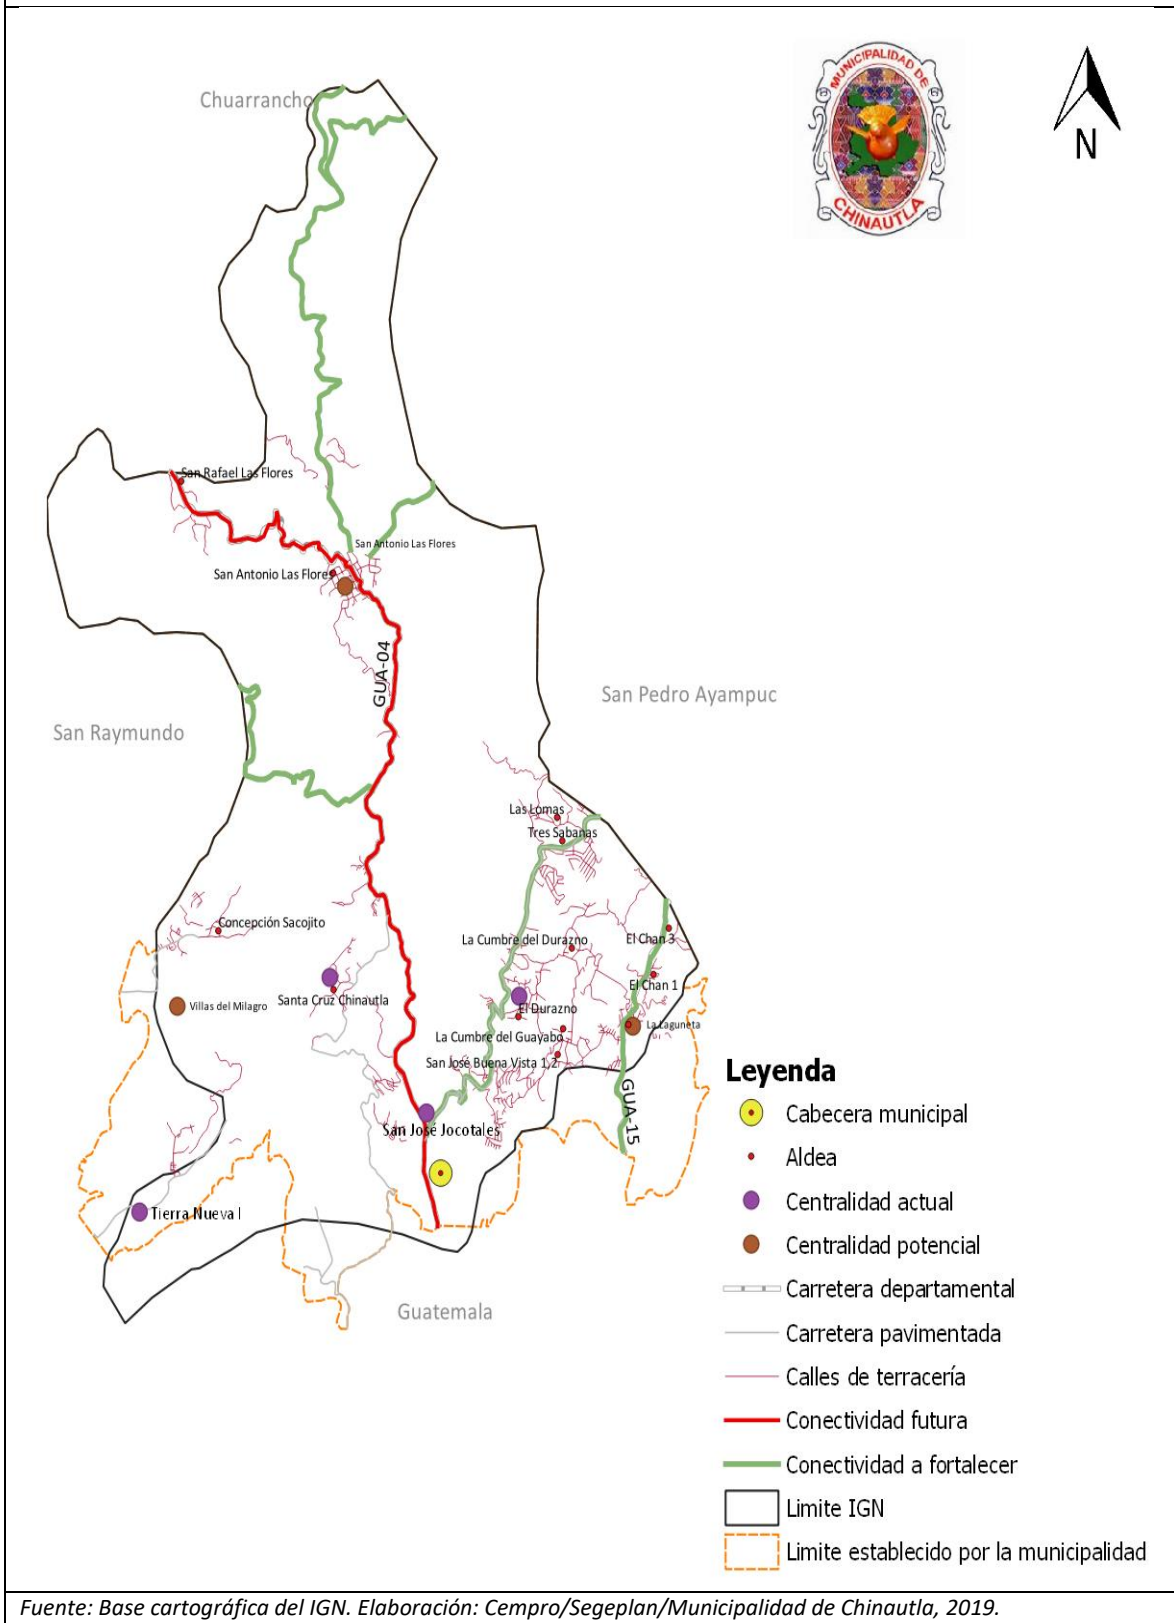 MUNICIPALIDAD DE
CHINAUTLA
N
Chuarrancho
San Rafael Las Flores
San Antonio Las Flores
San Antonio Las Flores
GUA-04
San Pedro Ayampuc
San Raymundo
Las Lomas
Tres Sabanas
Concepción Sacojito
La Cumbre del Durazno
El Chan 3
El Chan 1
Santa Cruz Chinautla
Villas del Milagro
El Durazno
La Laguneta
La Cumbre del Guayabo
San José Buena Vista 1,2
GUA-15
San José Jocotales
Tierra Nueva I
Guatemala
Leyenda
Cabecera municipal
Aldea
Centralidad actual
Centralidad potencial
Carretera departamental
Carretera pavimentada
Calles de terracería
Conectividad futura
Conectividad a fortalecer
Limite IGN
Limite establecido por la municipalidad
Fuente: Base cartográfica del IGN. Elaboración: Cempro/Segeplan/Municipalidad de Chinautla, 2019.